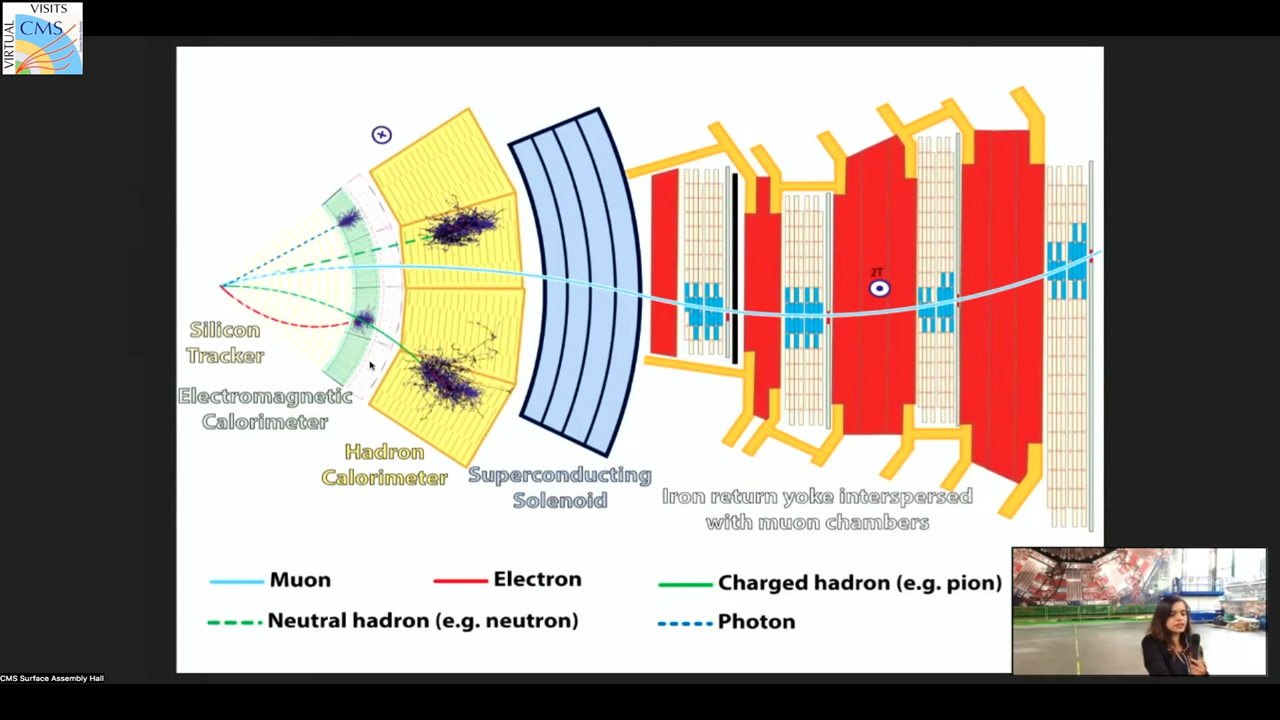 VISITS
CMS
VIRTUAL
2T
Silicon
Tracker
Electromagnetic
Calorimeter
Hadron
Calorimeter
Superconducting
Solenoid
Iron return yoke interspersed
with muon chambers
Muon
Electron
Charged hadron (e.g. pion)
Neutral hadron (e.g. neutron)
Photon
CMS Surface Assembly Hall